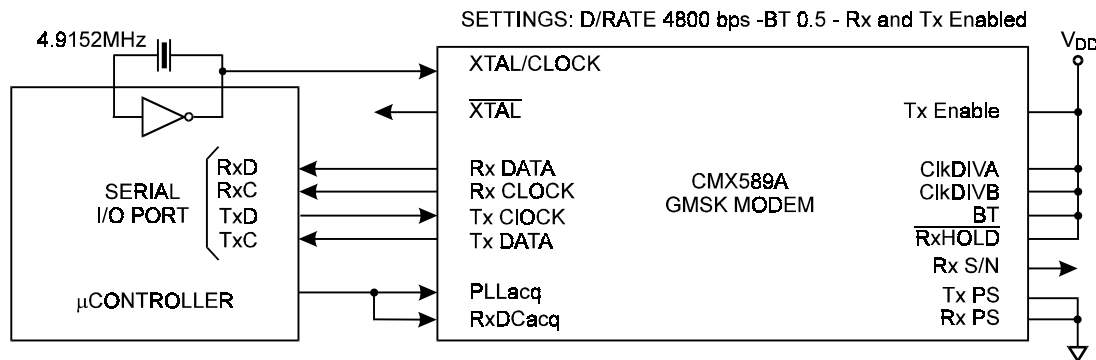 SETTINGS: D/RATE 4800 bps -BT 0.5 - Rx and Tx Enabled
4.9152MHz
VDD
XTAL/CLOCK
XTAL
Tx Enable
RxD
RxC
TxD
TxC
SERIAL
I/O PORT
Rx DATA
Rx CLOCK
Tx ClOCK
Tx DATA
CMX589A
GMSK MODEM
ClkDIVA
ClkDIVB
BT
RxHOLD
Rx S/N
Tx PS
Rx PS
μCONTROLLER
PLLacq
RxDCacq